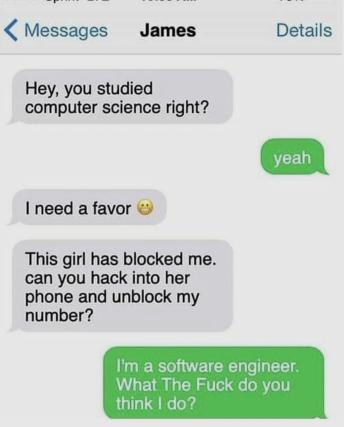 Messages James Details
Hey, you studied
computer science right?
yeah
I need a favor 😬
This girl has blocked me.
can you hack into her
phone and unblock my
number?
I'm a software engineer.
What The Fuck do you
think I do?